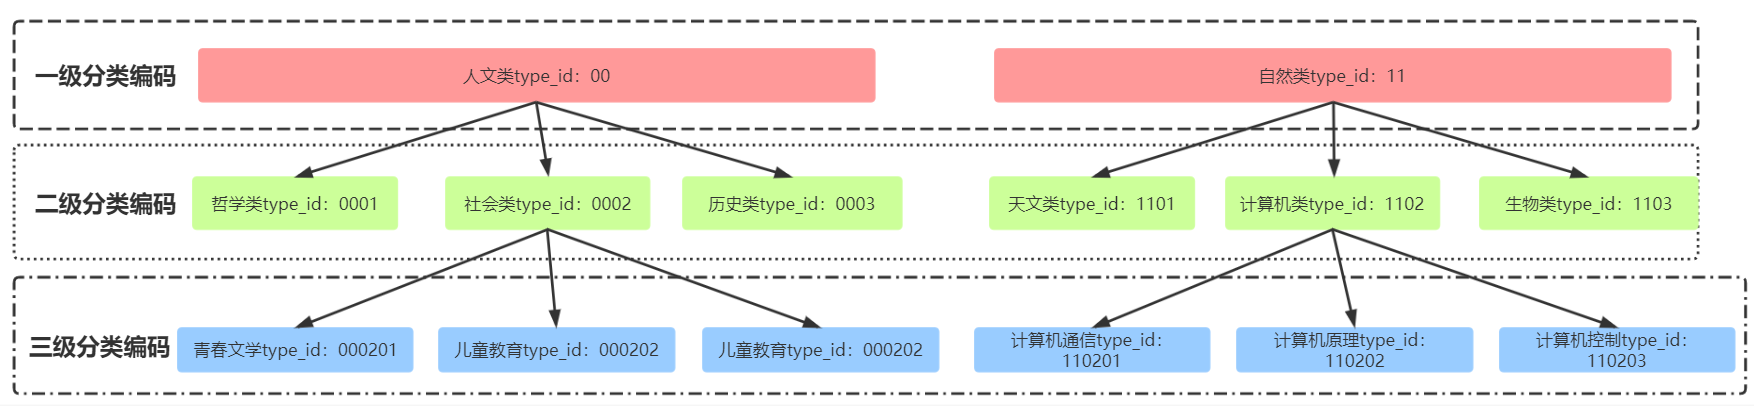 一级分类编码
人文类type_id：00
自然类type_id：11
二级分类编码
哲学类type_id：0001
社会类type_id：0002
历史类type_id：0003
天文类type_id：1101
计算机类type_id：1102
生物类type_id：1103
三级分类编码
青春文学type_id：000201
儿童教育type_id：000202
儿童教育type_id：000202
计算机通信type_id：
110201
计算机原理type_id：
110202
计算机控制type_id：
110203